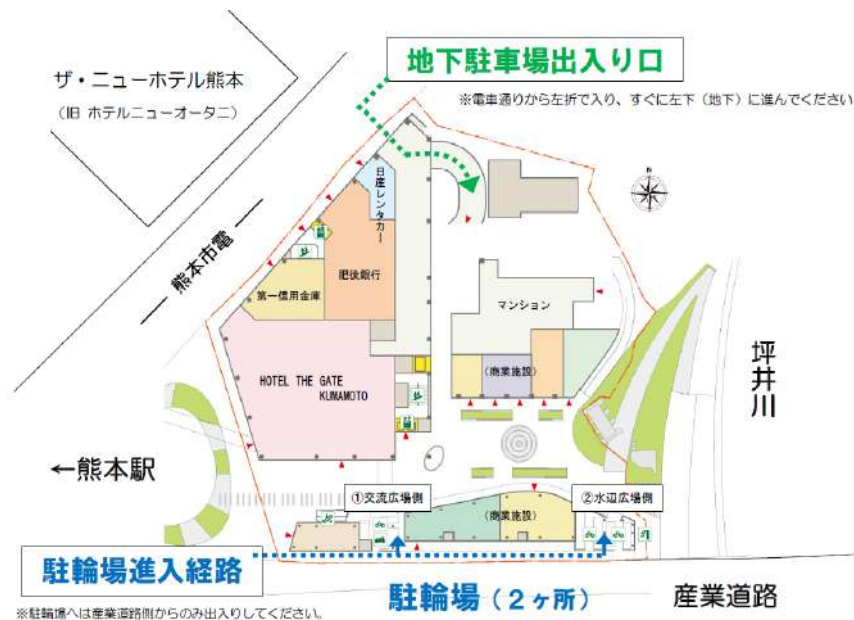 地下駐車場出入り口
※電車通りから左折で入り、すぐに左下（地下）に進んでください
ザ・ニューホテル熊本
（旧 ホテルニューオータニ）
N
熊本市電
日産レンタカー
肥後銀行
第一信用金庫
マンション
（商業施設）
HOTEL THE GATE
KUMAMOTO
坪井川
←熊本駅
①交流広場側
②水辺広場側
（商業施設）
駐輪場進入経路
駐輪場（２ヶ所）
産業道路
※駐輪場へは産業道路側からのみ出入りしてください。